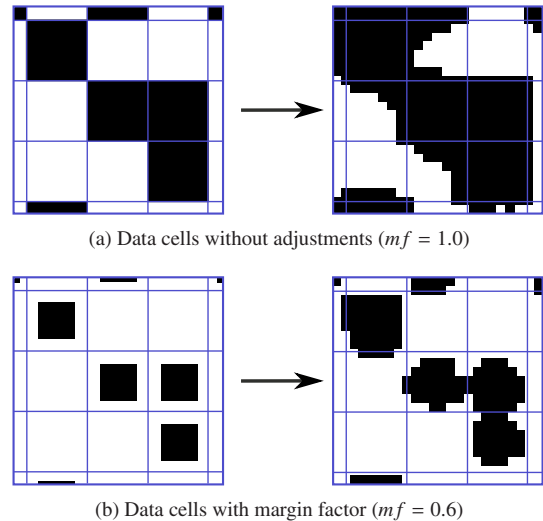 (a) Data cells without adjustments (mf = 1.0)
(b) Data cells with margin factor (mf = 0.6)